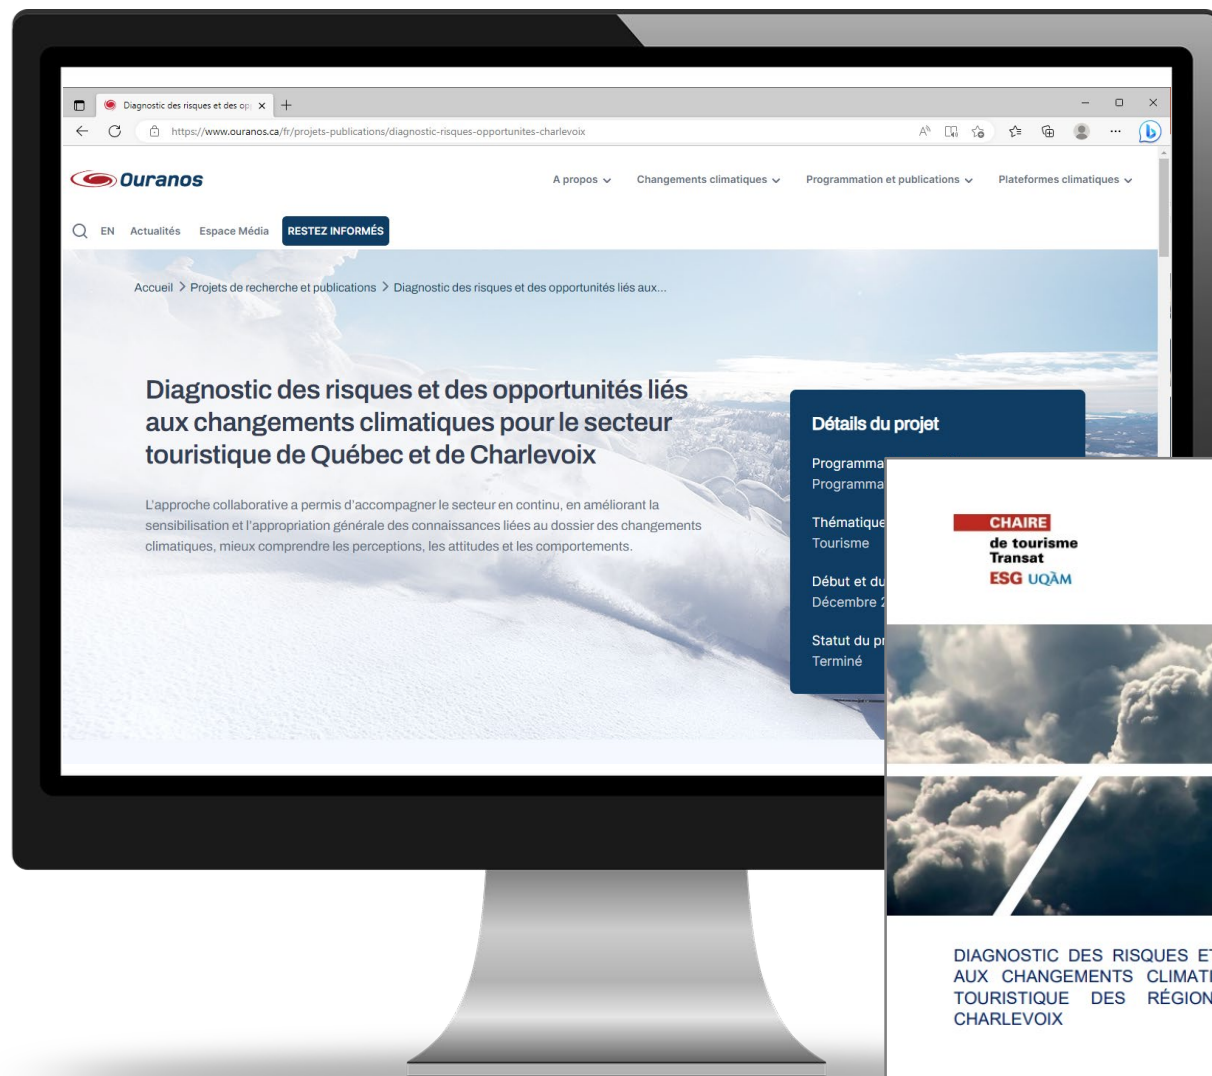 Diagnostic des risques et des op
https://www.ouranos.ca/fr/projets-publications/diagnostic-risques-opportunites-charlevoix
Ouranos
A propos
Changements climatiques
Programmation et publications
Plateformes climatiques
EN
Actualités
Espace Média
RESTEZ INFORMÉS
Accueil > Projets de recherche et publications > Diagnostic des risques et des opportunités liés aux...
Diagnostic des risques et des opportunités liés
aux changements climatiques pour le secteur
touristique de Québec et de Charlevoix
L'approche collaborative a permis d'accompagner le secteur en continu, en améliorant la
sensibilisation et l'appropriation générale des connaissances liées au dossier des changements
climatiques, mieux comprendre les perceptions, les attitudes et les comportements.
Détails du projet
Programma
Programma
Thématique
Tourisme
Début et du
Décembre 2
Statut du pr
Terminé
CHAIRE
de tourisme
Transat
ESG UQÀM
DIAGNOSTIC DES RISQUES ET
AUX CHANGEMENTS CLIMATI
TOURISTIQUE DES RÉGION
CHARLEVOIX